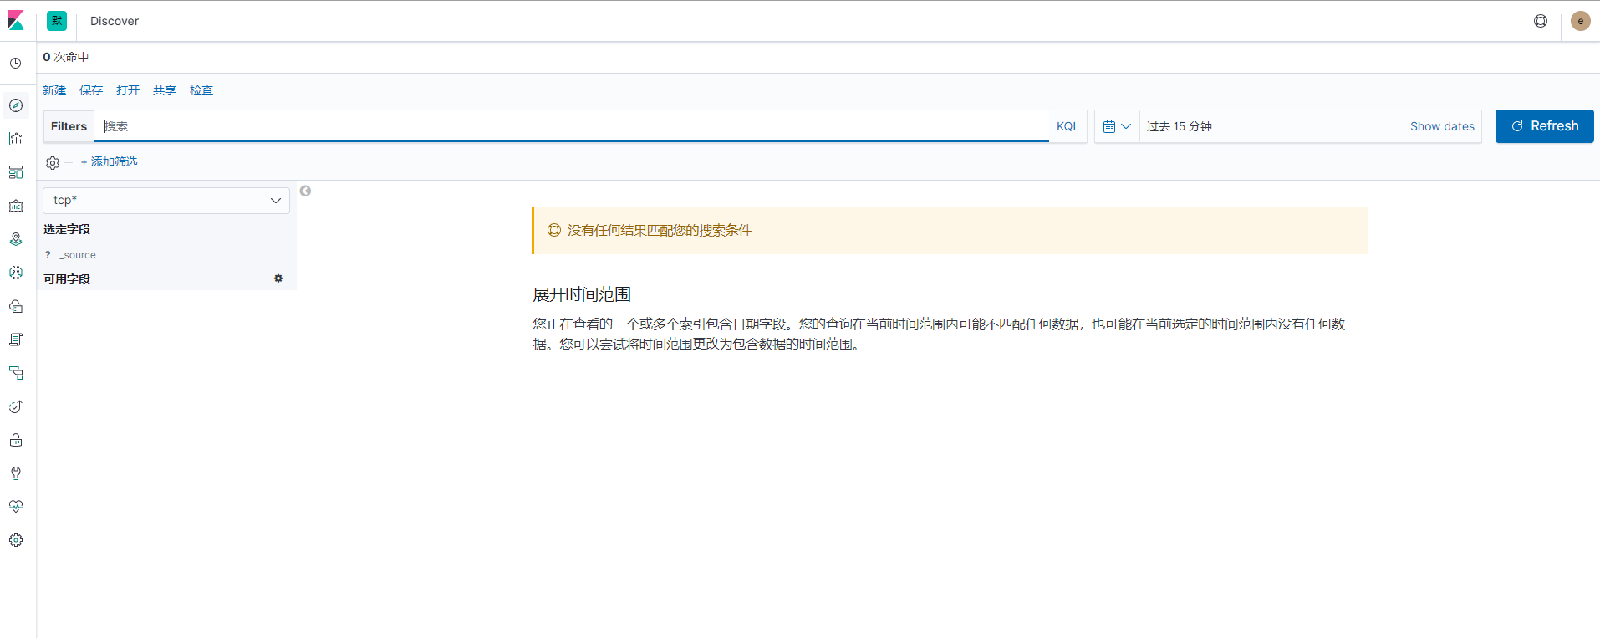 默 Discover e
0 次命中
新建 保存 打开 共享 检查
Filters 搜索 KQL 过去 15 分钟 Show dates Refresh
+ 添加筛选
tcp*
选定字段
? _source
可用字段
没有任何结果匹配您的搜索条件
展开时间范围
您正在查看的一个或多个索引包含日期字段。您的查询在当前时间范围内可能不匹配任何数据，也可能在当前选定的时间范围内没有任何数
据。您可以尝试将时间范围更改为包含数据的时间范围。